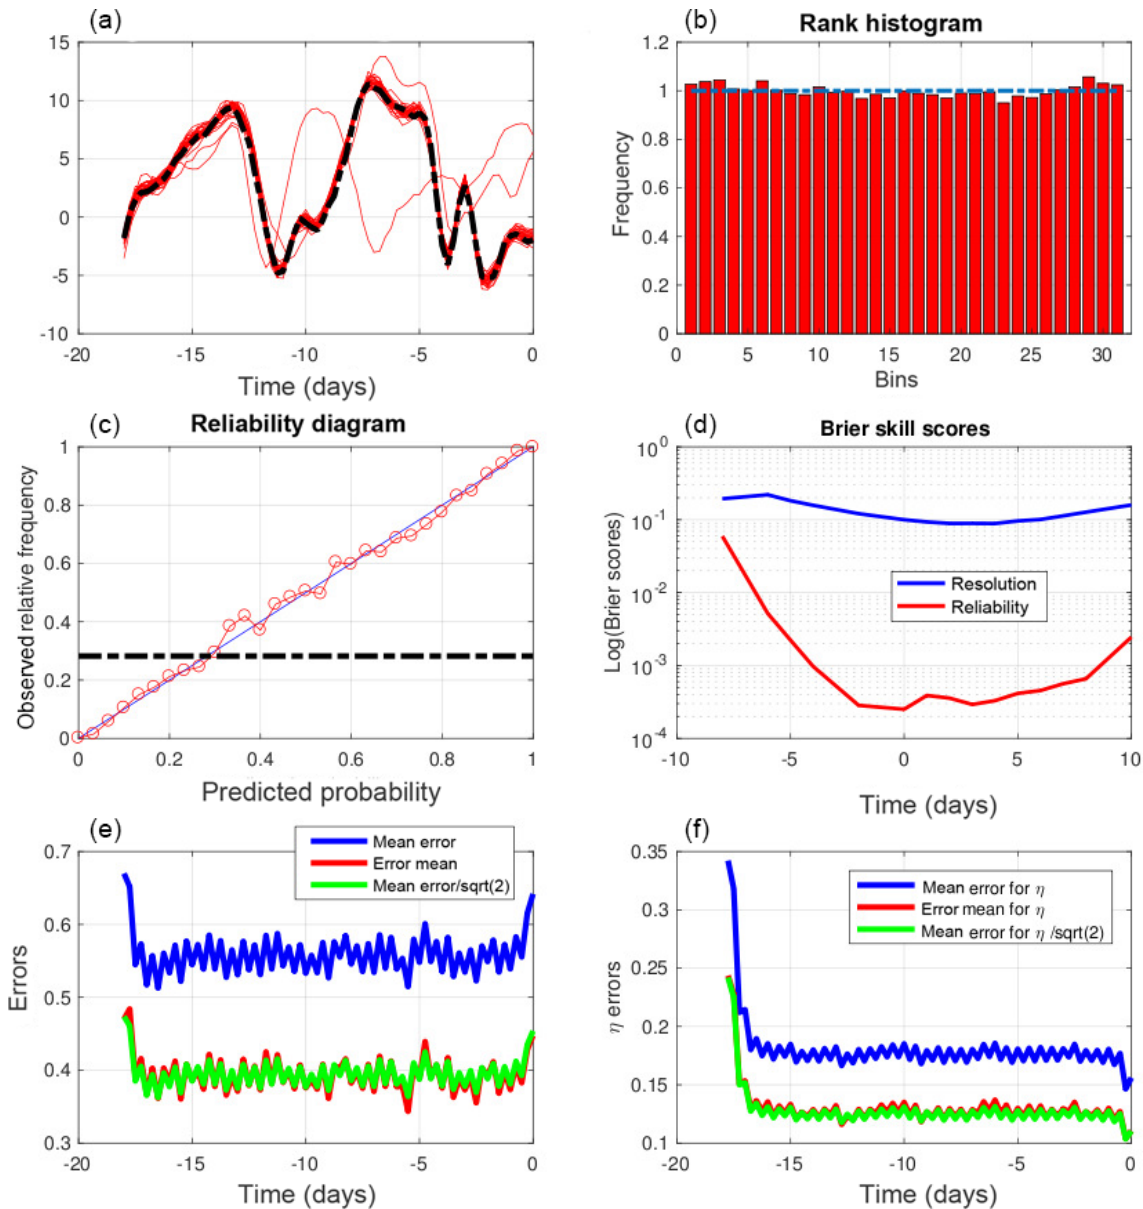 (a)
15
10
5
0
-5
-10
-20
-15
-10
-5
0
Time (days)
(b)
Rank histogram
1.2
1
0.8
0.6
0.4
0.2
0
Frequency
0
5
10
15
20
25
30
Bins
(c)
Reliability diagram
1
0.8
0.6
0.4
0.2
0
Observed relative frequency
0
0.2
0.4
0.6
0.8
1
Predicted probability
(d)
Brier skill scores
10^0
10^-1
10^-2
10^-3
10^-4
Log(Brier scores)
Resolution
Reliability
-10
-5
0
5
10
Time (days)
(e)
Mean error
Error mean
Mean error/sqrt(2)
0.7
0.6
0.5
0.4
0.3
Errors
-20
-15
-10
-5
0
Time (days)
(f)
0.35
0.3
0.25
0.2
0.15
0.1
η errors
Mean error for η
Error mean for η
Mean error for η /sqrt(2)
-20
-15
-10
-5
0
Time (days)